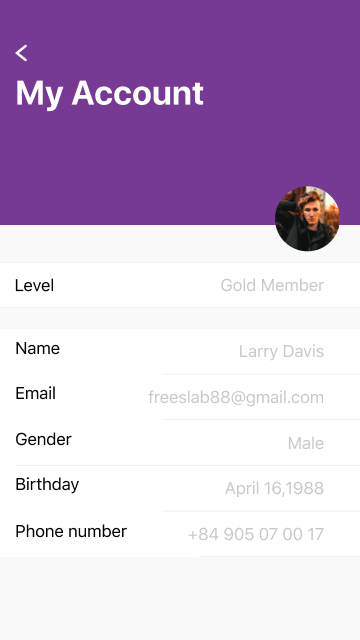 My Account
Level Gold Member
Name Larry Davis
Email freeslab88@gmail.com
Gender Male
Birthday April 16,1988
Phone number +84 905 07 00 17